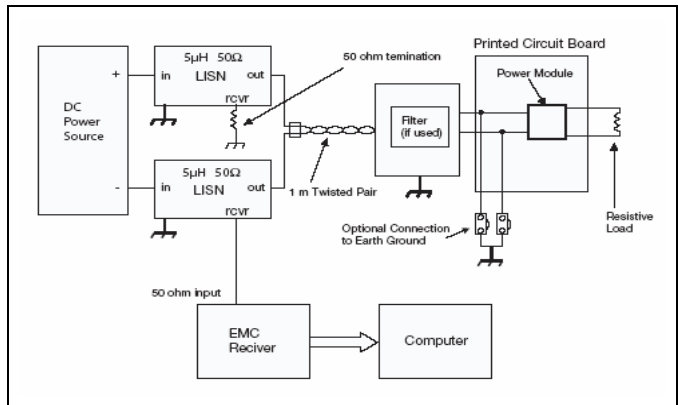 Printed Circuit Board
5µH 50Ω
LISN
in
out
rcvr
50 ohm temination
Power Module
+
DC
Power
Source
-
Filter
(if used)
5µH 50Ω
LISN
in
out
rcvr
1 m Twisted Pair
Optional Connection
to Earth Ground
Resistive
Load
50 ohm input
EMC
Reciver
Computer